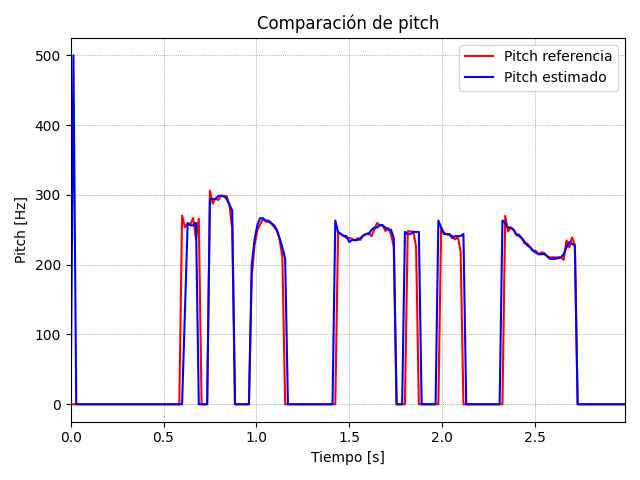 Comparación de pitch
Pitch referencia
Pitch estimado
Pitch [Hz]
500
400
300
200
100
0
0.0 0.5 1.0 1.5 2.0 2.5
Tiempo [s]